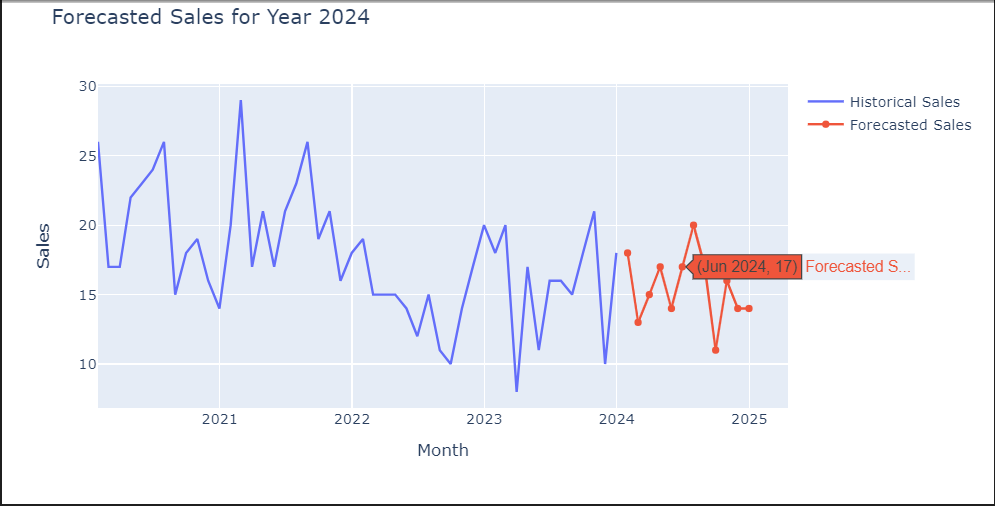 Forecasted Sales for Year 2024
30
25
20
15
10
Sales
2021
2022
2023
2024
2025
Month
Historical Sales
Forecasted Sales
(Jun 2024, 17)
Forecasted S...